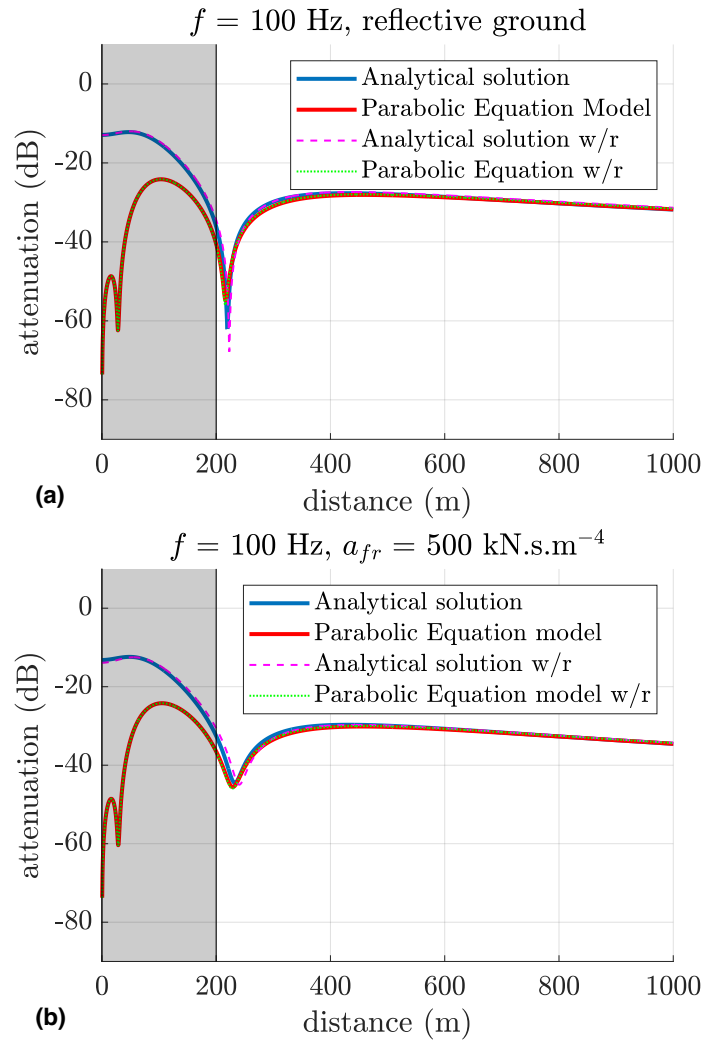 f = 100 Hz, reflective ground
Analytical solution
Parabolic Equation Model
Analytical solution w/r
Parabolic Equation w/r
attenuation (dB)
0
-20
-40
-60
-80
0 200 400 600 800 1000
(a)
distance (m)
f = 100 Hz, a_{fr} = 500 kN.s.m^{−4}
Analytical solution
Parabolic Equation model
Analytical solution w/r
Parabolic Equation model w/r
attenuation (dB)
0
-20
-40
-60
-80
0 200 400 600 800 1000
(b)
distance (m)